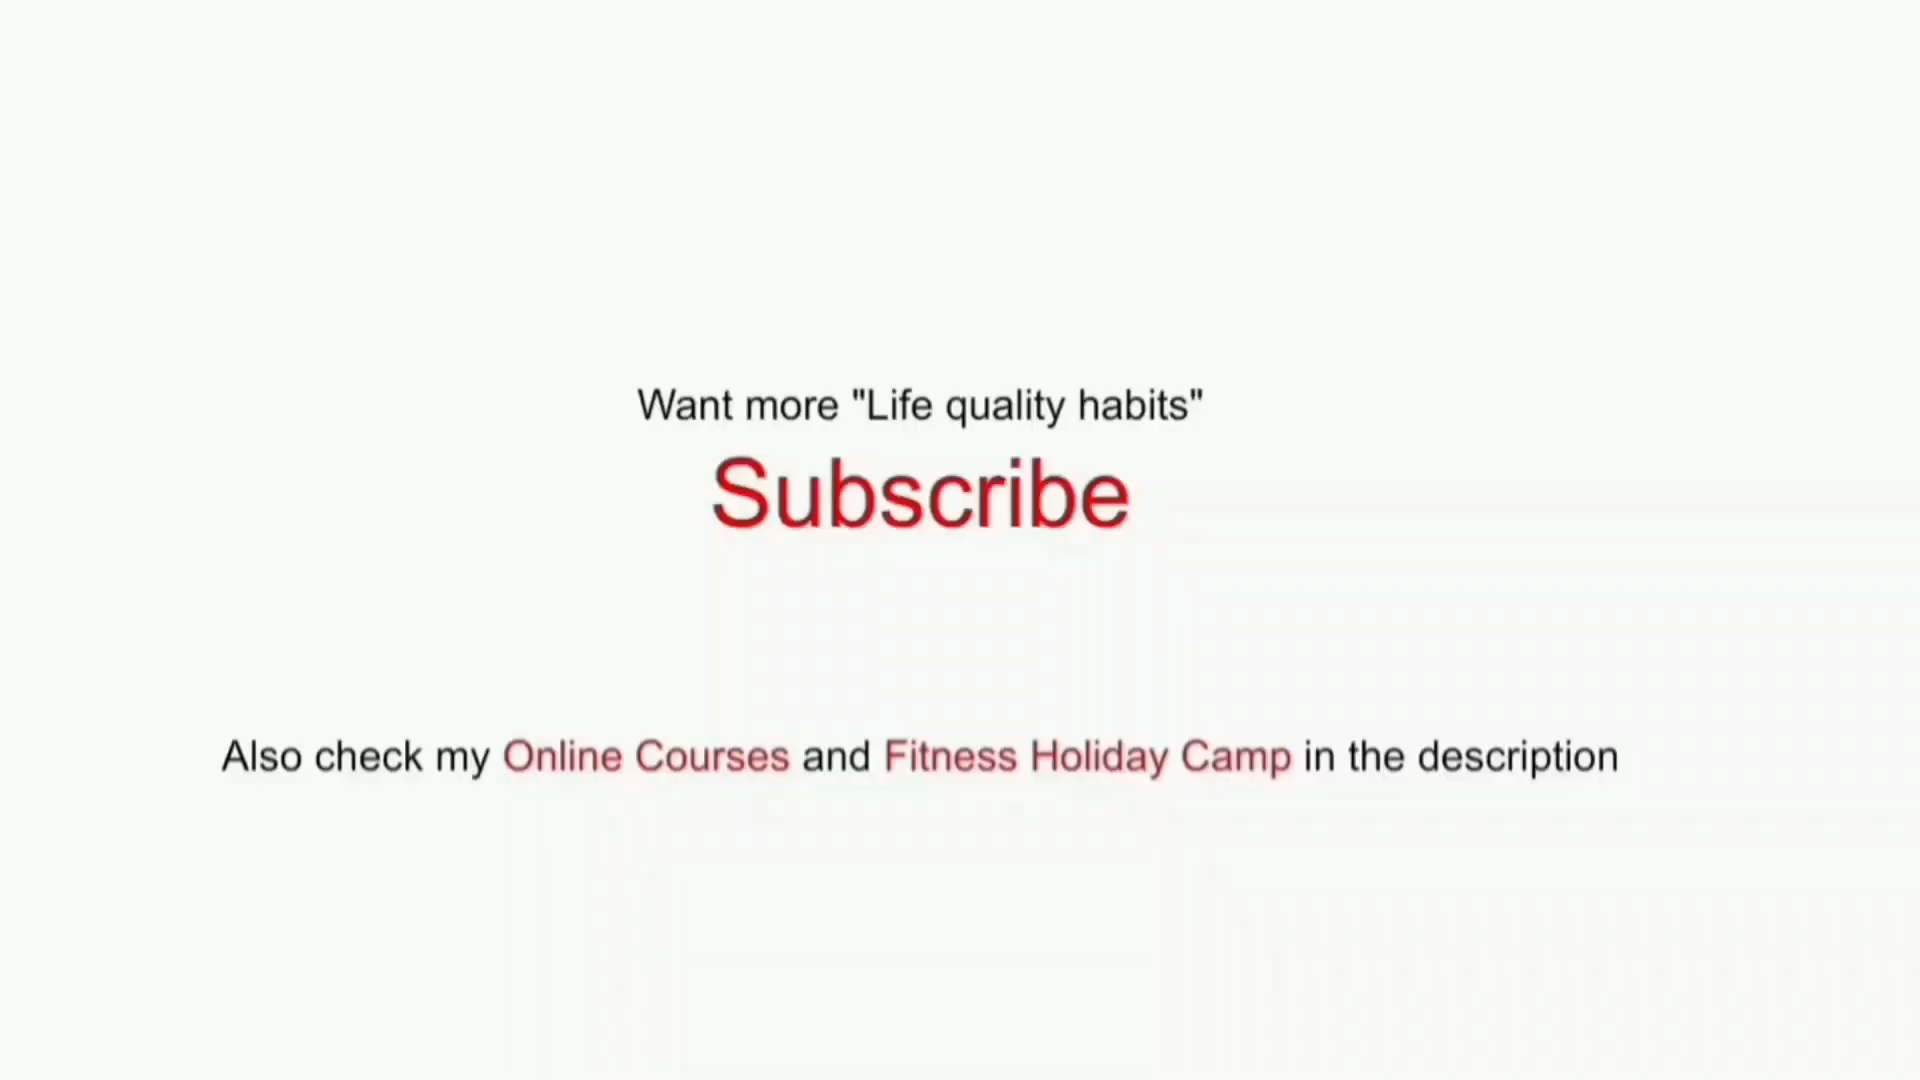 Want more "Life quality habits"
Subscribe
Also check my Online Courses and Fitness Holiday Camp in the description